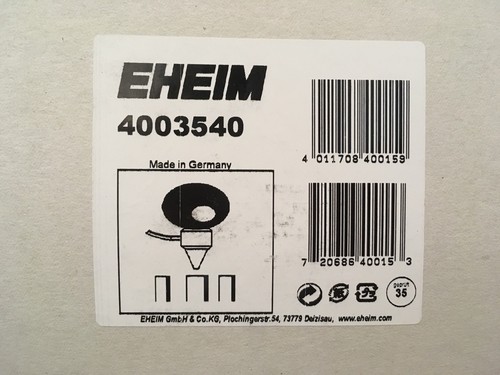 EHEIM
4003540
4 011708 400159
Made in Germany
7 20686 40015 3
geprüft
35
EHEIM GmbH & Co.KG, Plochingerstr.54, 73779 Deizisau, www.eheim.com